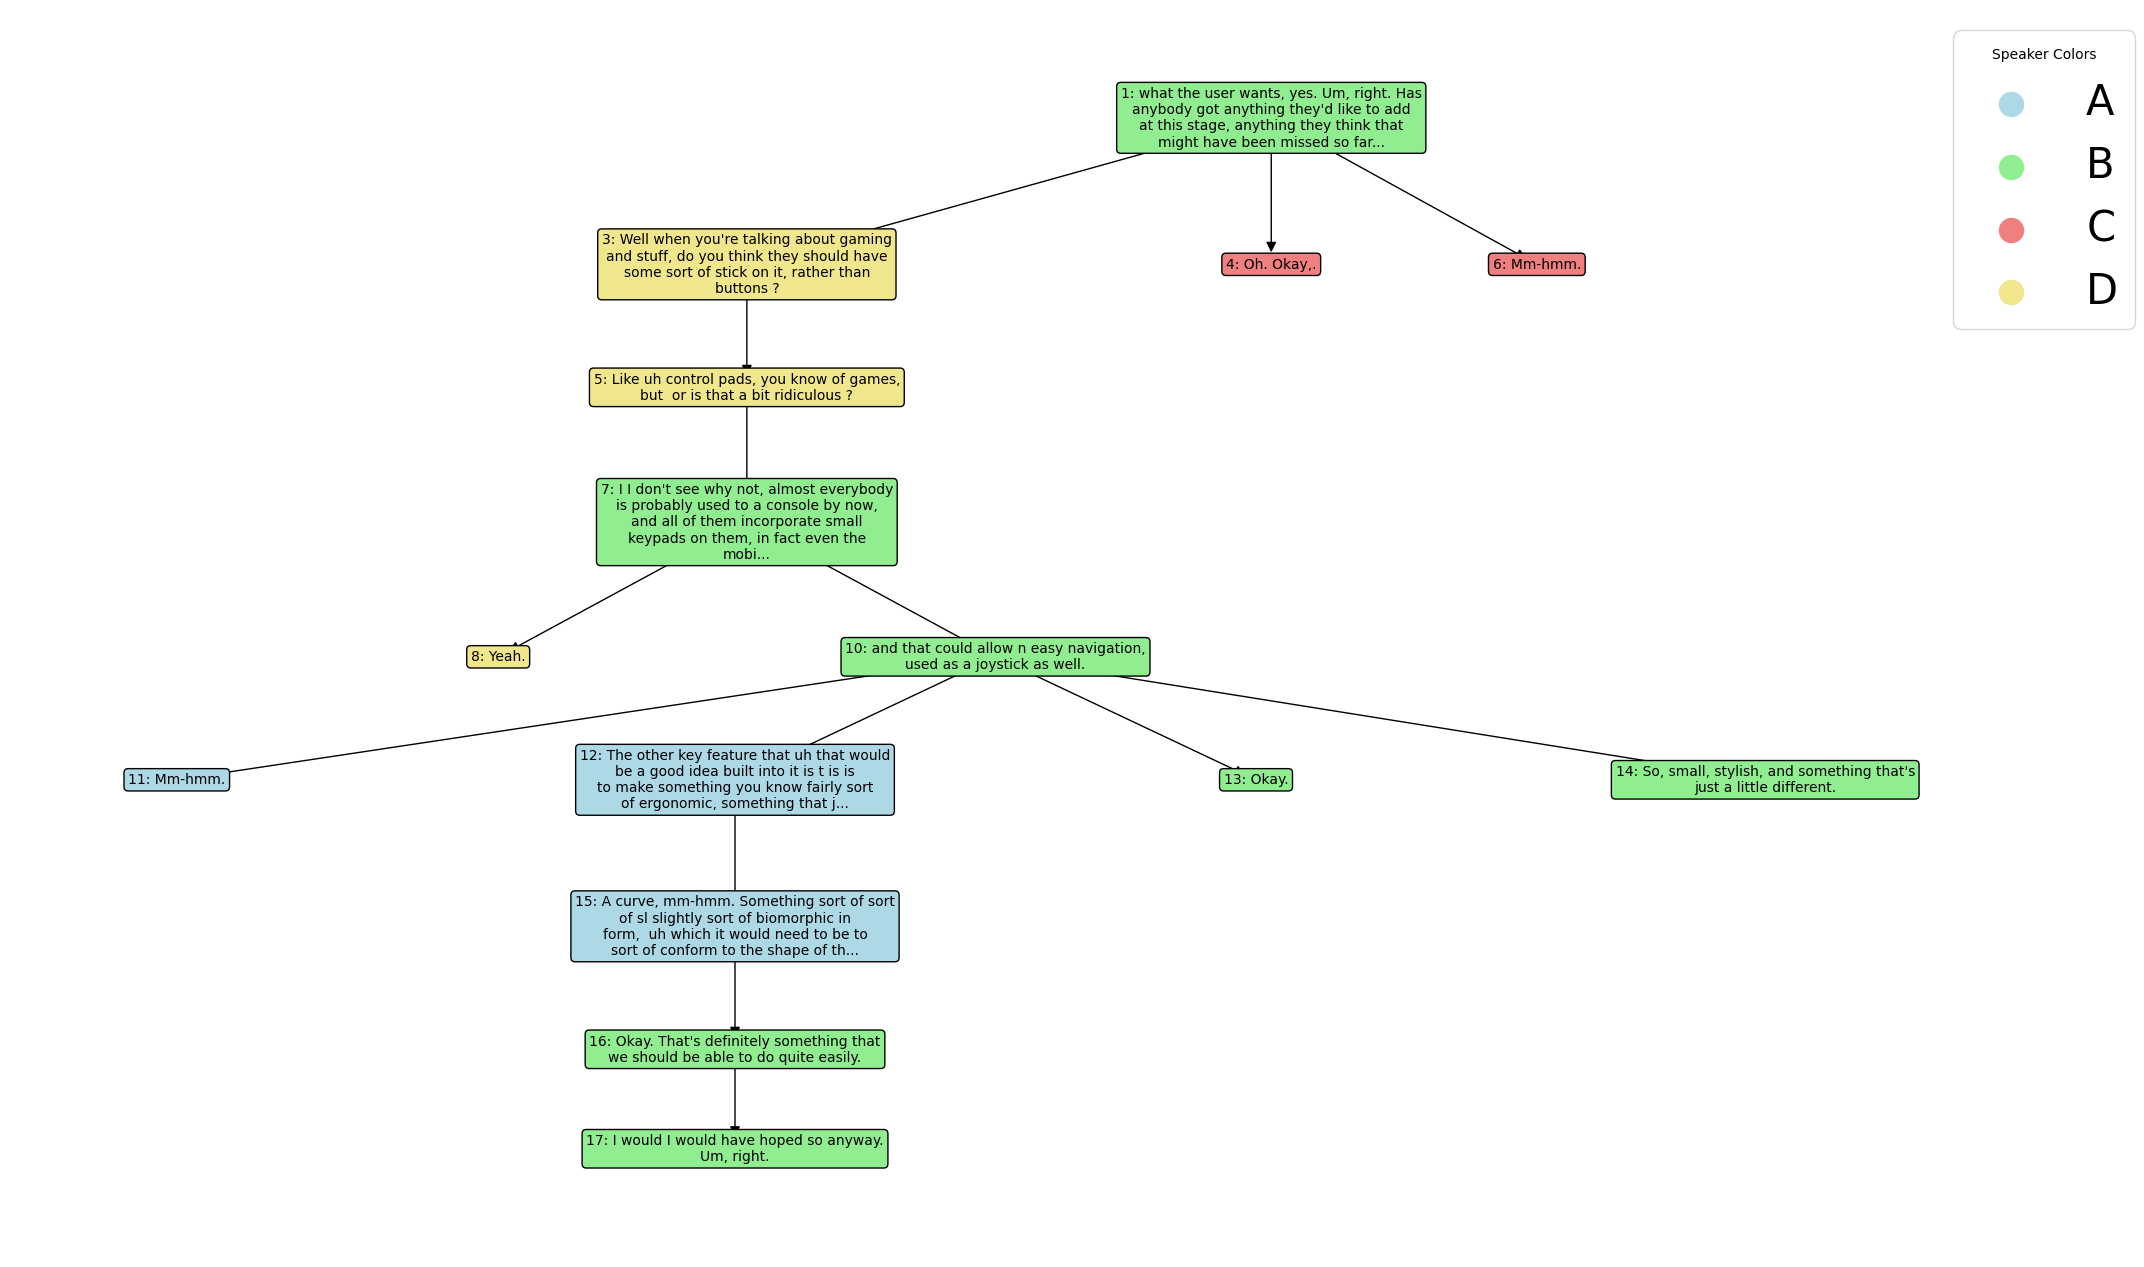 Speaker Colors
A
B
C
D
1: what the user wants, yes. Um, right. Has
anybody got anything they'd like to add
at this stage, anything they think that
might have been missed so far...
3: Well when you're talking about gaming
and stuff, do you think they should have
some sort of stick on it, rather than
buttons ?
4: Oh. Okay,.
6: Mm-hmm.
5: Like uh control pads, you know of games,
but  or is that a bit ridiculous ?
7: I I don't see why not, almost everybody
is probably used to a console by now,
and all of them incorporate small
keypads on them, in fact even the
mobi...
8: Yeah.
10: and that could allow n easy navigation,
used as a joystick as well.
11: Mm-hmm.
12: The other key feature that uh that would
be a good idea built into it is t is is
to make something you know fairly sort
of ergonomic, something that j...
13: Okay.
14: So, small, stylish, and something that's
just a little different.
15: A curve, mm-hmm. Something sort of sort
of sl slightly sort of biomorphic in
form,  uh which it would need to be to
sort of conform to the shape of th...
16: Okay. That's definitely something that
we should be able to do quite easily.
17: I would I would have hoped so anyway.
Um, right.